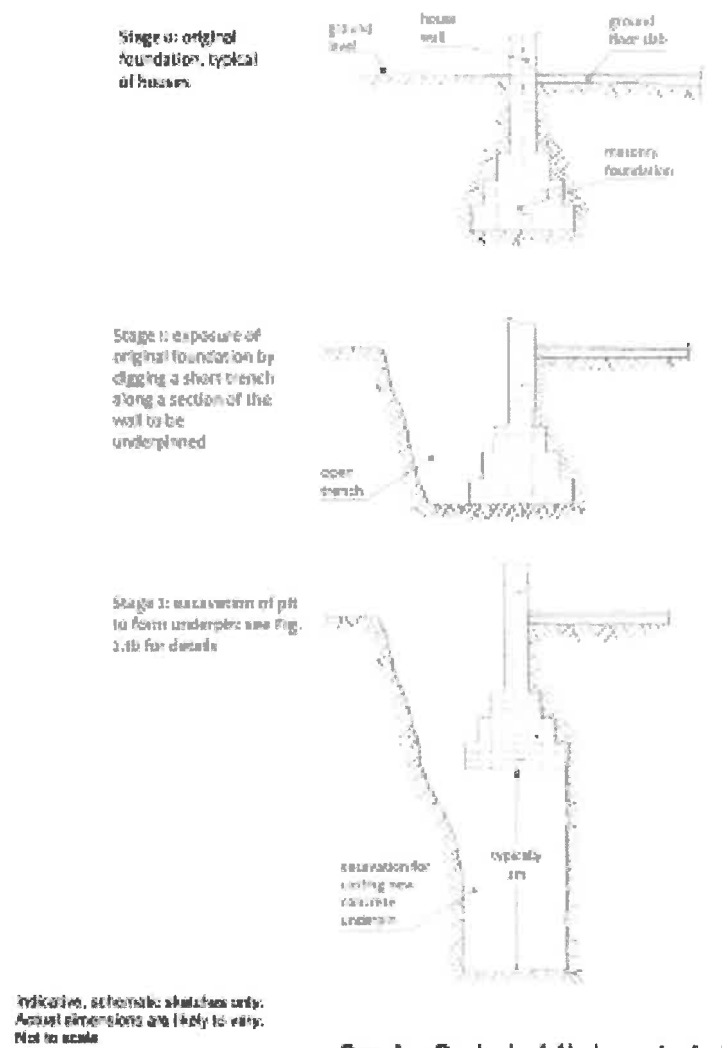 Stage 0: original
foundation, typical
of houses
ground
level
house
wall
ground
floor slab
masonry
foundation
Stage 1: exposure of
original foundation by
digging a short trench
along a section of the
wall to be
underpinned
open
trench
Stage 2: excavation of pit
to form underpin: see Fig.
for details
excavation for
casting new
concrete
underpin
typically
Indicative, schematic sketches only.
Actual dimensions are likely to vary.
Not to scale